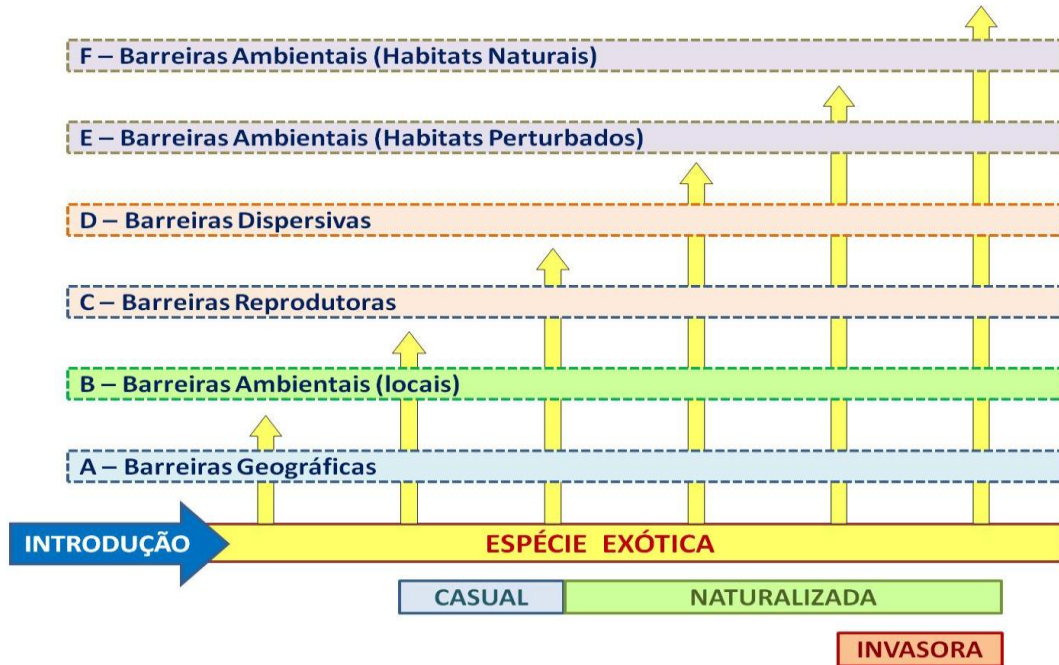 F – Barreiras Ambientais (Habitats Naturais)
E – Barreiras Ambientais (Habitats Perturbados)
D – Barreiras Dispersivas
C – Barreiras Reprodutoras
B – Barreiras Ambientais (locais)
A – Barreiras Geográficas
INTRODUÇÃO
ESPÉCIE EXÓTICA
CASUAL
NATURALIZADA
INVASORA